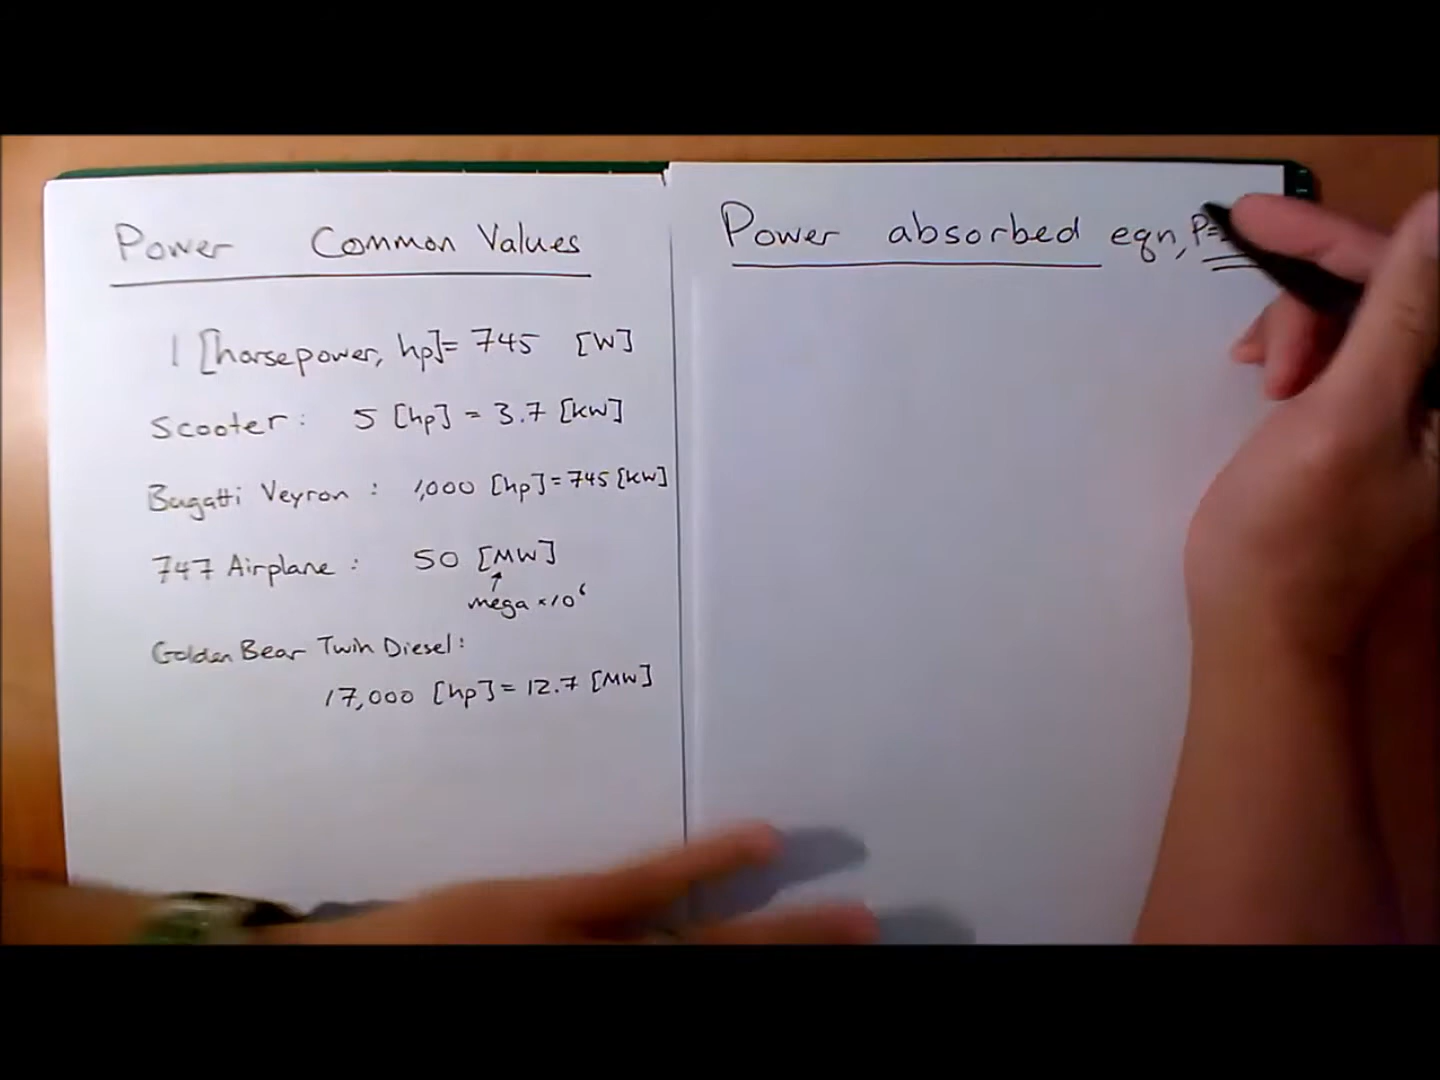 Power Common Values
1 [horsepower, hp] = 745 [W]
Scooter: 5 [hp] = 3.7 [kW]
Bugatti Veyron: 1,000 [hp] = 745 [kW]
747 Airplane: 50 [MW]
↑
mega ×10⁶
Golden Bear Twin Diesel:
17,000 [hp] = 12.7 [MW]
Power absorbed eqn, P=